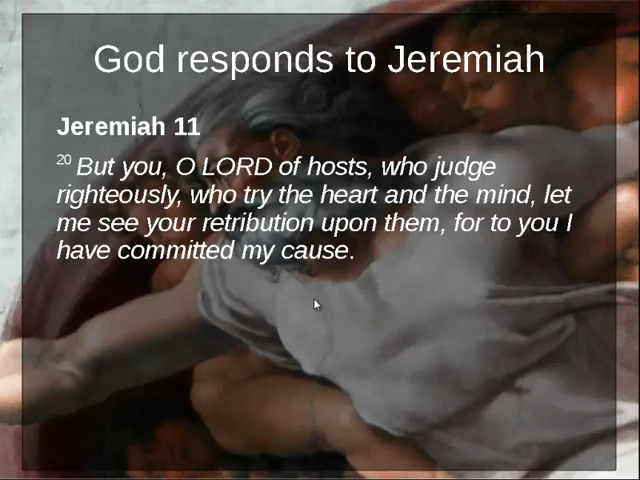 God responds to Jeremiah
Jeremiah 11
20 But you, O LORD of hosts, who judge
righteously, who try the heart and the mind, let
me see your retribution upon them, for to you I
have committed my cause.